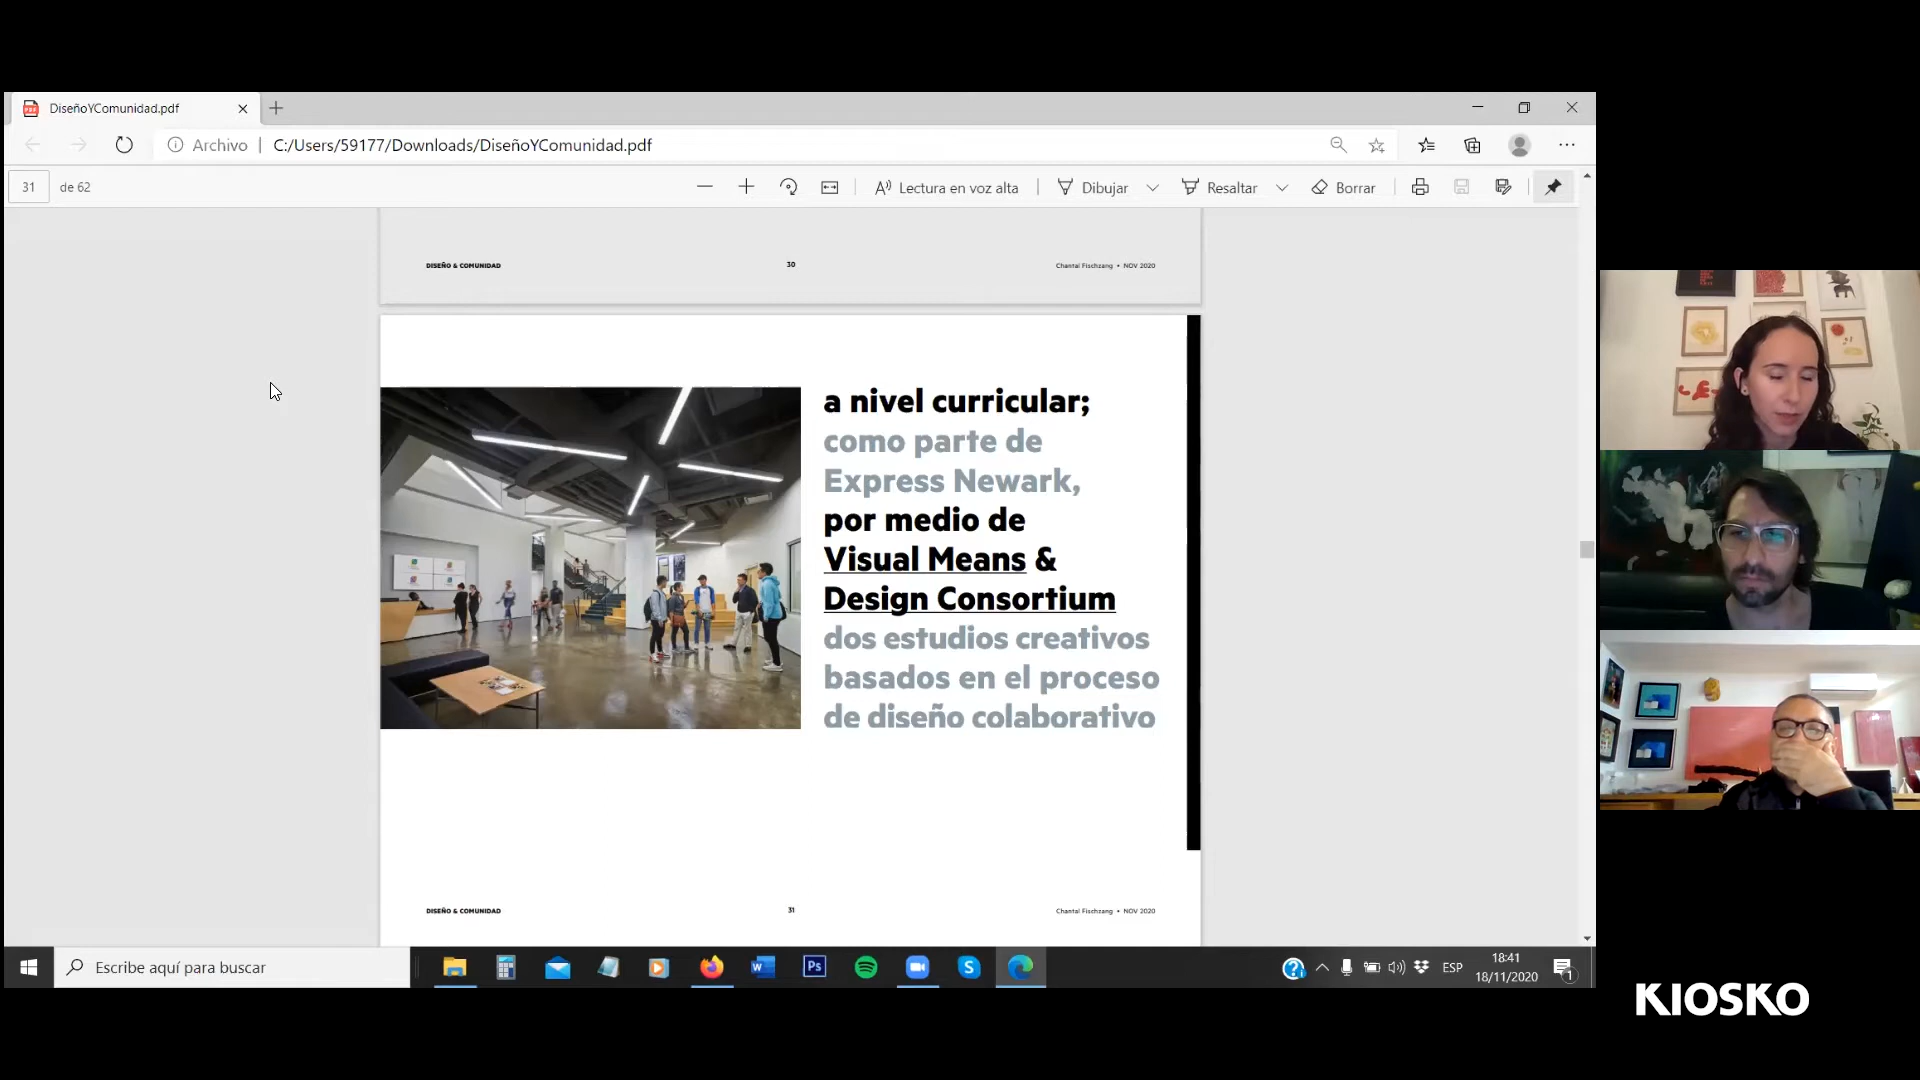 DiseñoYComunidad.pdf
Archivo | C:/Users/59177/Downloads/DiseñoYComunidad.pdf
31 de 62
Lectura en voz alta
Dibujar
Resaltar
Borrar
DISEÑO & COMUNIDAD
30
Chantal Fischzang • NOV 2020
a nivel curricular;
como parte de
Express Newark,
por medio de
Visual Means &
Design Consortium
dos estudios creativos
basados en el proceso
de diseño colaborativo
DISEÑO & COMUNIDAD
31
Chantal Fischzang • NOV 2020
Escribe aquí para buscar
ESP
18:41
18/11/2020
1
KIOSKO